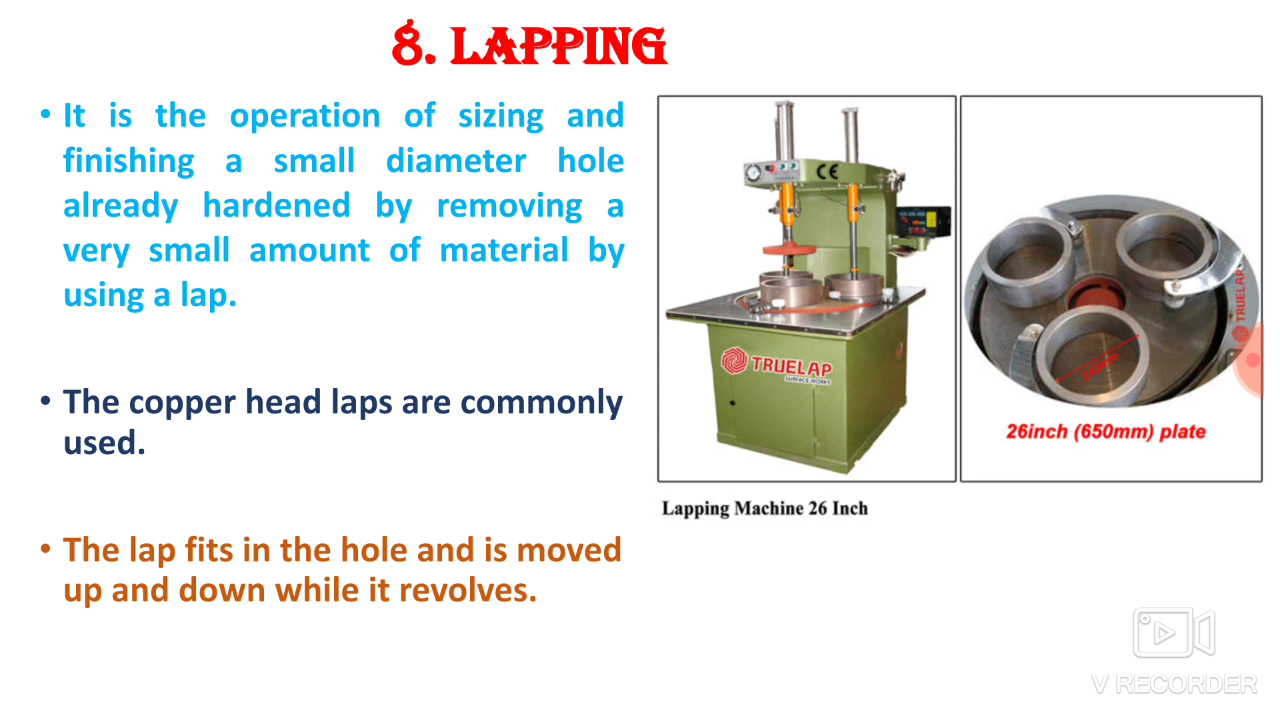 8. LAPPING
• It is the operation of sizing and
finishing a small diameter hole
already hardened by removing a
very small amount of material by
using a lap.
• The copper head laps are commonly
used.
• The lap fits in the hole and is moved
up and down while it revolves.
CE
TRUELAP
SURFACE WORKS
TRUELAP
26inch (650mm) plate
Lapping Machine 26 Inch
V RECORDER